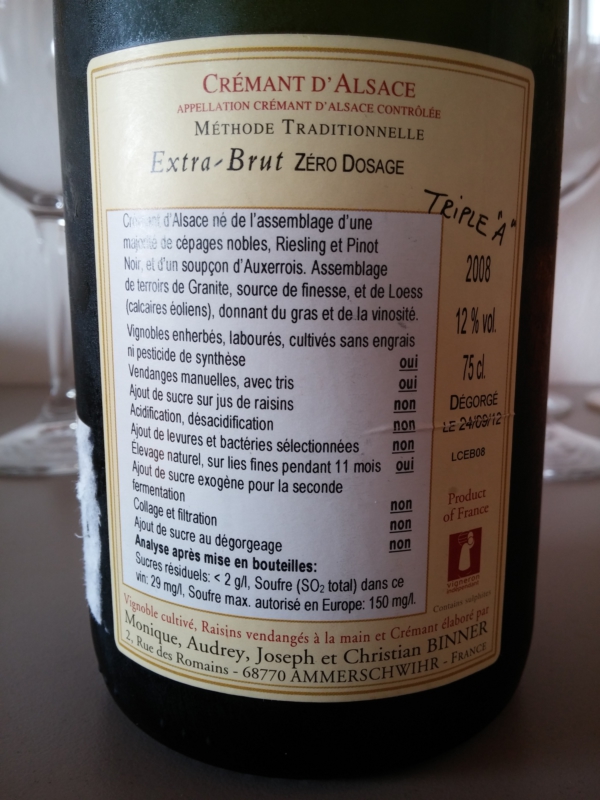 CRÉMANT D'ALSACE
APPELLATION CRÉMANT D'ALSACE CONTRÔLÉE
MÉTHODE TRADITIONNELLE
Extra-Brut ZÉRO DOSAGE
TRIPLE "A"
Crémant d'Alsace né de l'assemblage d'une
majorité de cépages nobles, Riesling et Pinot
Noir, et d'un soupçon d'Auxerrois. Assemblage
de terroirs de Granite, source de finesse, et de Loess
(calcaires éoliens), donnant du gras et de la vinosité.
Vignobles enherbés, labourés, cultivés sans engrais
ni pesticide de synthèse oui
Vendanges manuelles, avec tris oui
Ajout de sucre sur jus de raisins non
Acidification, désacidification non
Ajout de levures et bactéries sélectionnées non
Élevage naturel, sur lies fines pendant 11 mois oui
Ajout de sucre exogène pour la seconde
fermentation non
Collage et filtration non
Ajout de sucre au dégorgeage non
Analyse après mise en bouteilles:
Sucres résiduels: < 2 g/l, Soufre (SO₂ total) dans ce
vin: 29 mg/l, Soufre max. autorisé en Europe: 150 mg/l.
2008
12 % vol.
75 cl.
DÉGORGÉ
LE 24/09/12
LCEB08
Product
of France
vigneron
indépendant
Contains sulphites
Vignoble cultivé, Raisins vendangés à la main et Crémant élaboré par
Monique, Audrey, Joseph et Christian BINNER
2, Rue des Romains - 68770 AMMERSCHWIHR - FRANCE